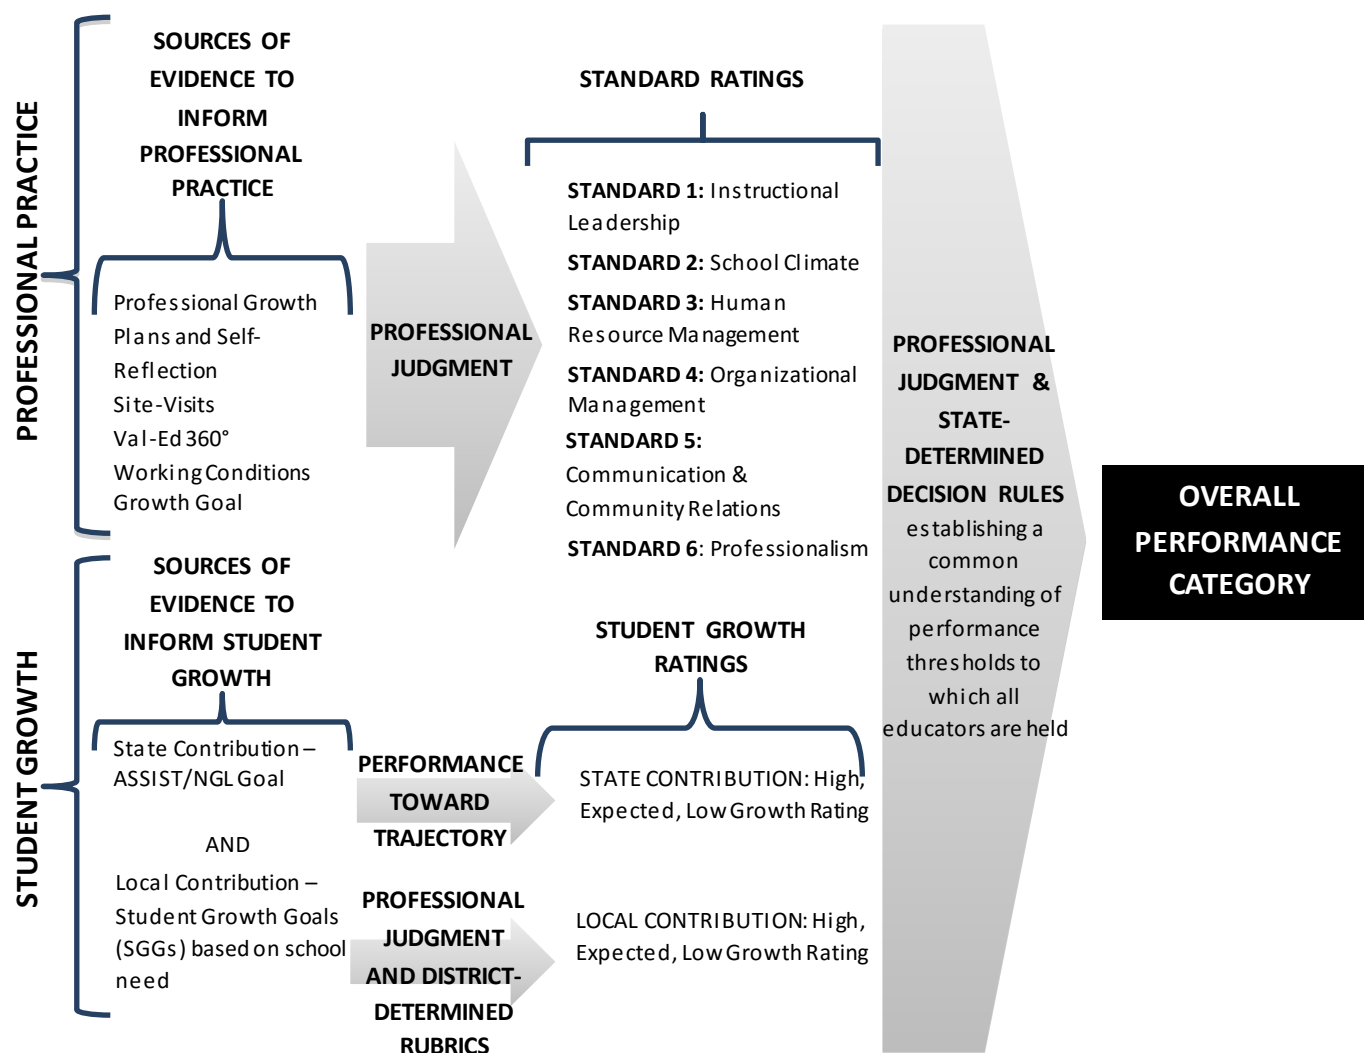 PROFESSIONAL PRACTICE
SOURCES OF
EVIDENCE TO
INFORM
PROFESSIONAL
PRACTICE
Professional Growth
Plans and Self-
Reflection
Site-Visits
Val-Ed 360°
Working Conditions
Growth Goal
PROFESSIONAL
JUDGMENT
STANDARD RATINGS
STANDARD 1: Instructional
Leadership
STANDARD 2: School Climate
STANDARD 3: Human
Resource Management
STANDARD 4: Organizational
Management
STANDARD 5:
Communication &
Community Relations
STANDARD 6: Professionalism
STUDENT GROWTH
SOURCES OF
EVIDENCE TO
INFORM STUDENT
GROWTH
State Contribution –
ASSIST/NGL Goal
AND
Local Contribution –
Student Growth Goals
(SGGs) based on school
need
PERFORMANCE
TOWARD
TRAJECTORY
PROFESSIONAL
JUDGMENT
AND DISTRICT-
DETERMINED
RUBRICS
STUDENT GROWTH
RATINGS
STATE CONTRIBUTION: High,
Expected, Low Growth Rating
LOCAL CONTRIBUTION: High,
Expected, Low Growth Rating
PROFESSIONAL
JUDGMENT &
STATE-
DETERMINED
DECISION RULES
establishing a
common
understanding of
performance
thresholds to
which all
educators are held
OVERALL
PERFORMANCE
CATEGORY